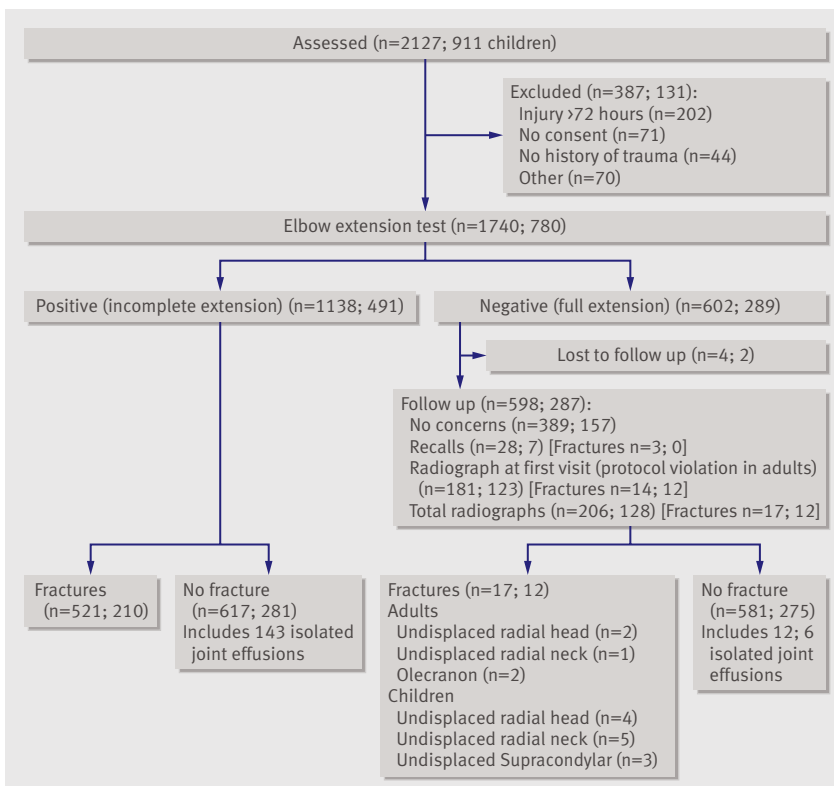 Assessed (n=2127; 911 children)
Excluded (n=387; 131):
Injury >72 hours (n=202)
No consent (n=71)
No history of trauma (n=44)
Other (n=70)
Elbow extension test (n=1740; 780)
Positive (incomplete extension) (n=1138; 491)
Negative (full extension) (n=602; 289)
Lost to follow up (n=4; 2)
Follow up (n=598; 287):
No concerns (n=389; 157)
Recalls (n=28; 7) [Fractures n=3; 0]
Radiograph at first visit (protocol violation in adults)
(n=181; 123) [Fractures n=14; 12]
Total radiographs (n=206; 128) [Fractures n=17; 12]
Fractures
(n=521; 210)
No fracture
(n=617; 281)
Includes 143 isolated
joint effusions
Fractures (n=17; 12)
Adults
Undisplaced radial head (n=2)
Undisplaced radial neck (n=1)
Olecranon (n=2)
Children
Undisplaced radial head (n=4)
Undisplaced radial neck (n=5)
Undisplaced Supracondylar (n=3)
No fracture
(n=581; 275)
Includes 12; 6
isolated joint
effusions